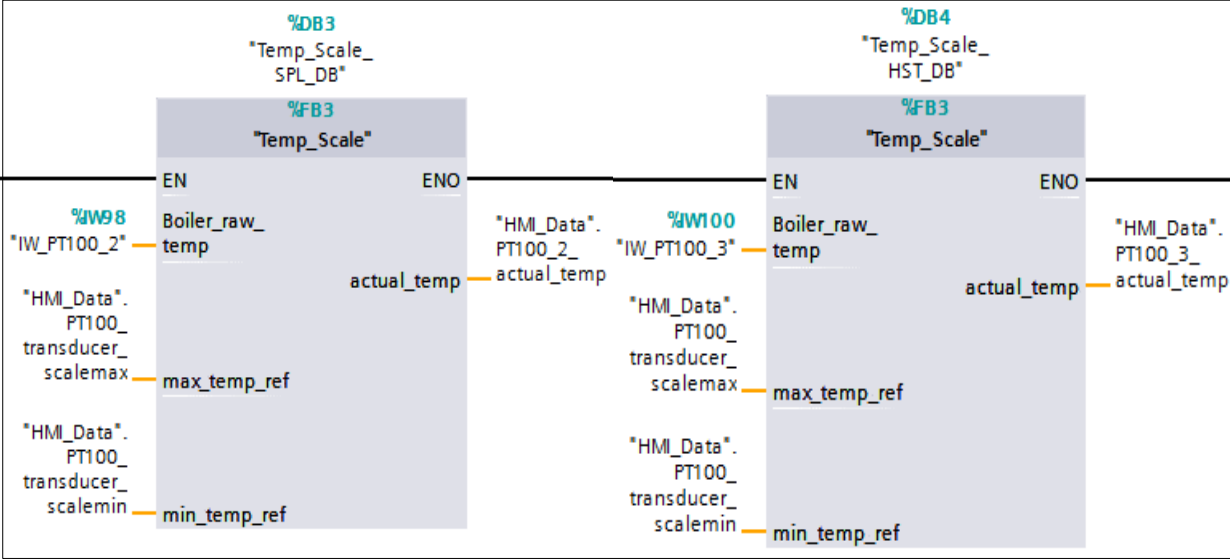 %DB3
"Temp_Scale_
SPL_DB"
%FB3
"Temp_Scale"
EN
ENO
%IW98
"IW_PT100_2"
Boiler_raw_
temp
actual_temp
"HMI_Data".
PT100_2_
actual_temp
"HMI_Data".
PT100_
transducer_
scalemax
max_temp_ref
"HMI_Data".
PT100_
transducer_
scalemin
min_temp_ref
%DB4
"Temp_Scale_
HST_DB"
%FB3
"Temp_Scale"
EN
ENO
%IW100
"IW_PT100_3"
Boiler_raw_
temp
actual_temp
"HMI_Data".
PT100_3_
actual_temp
"HMI_Data".
PT100_
transducer_
scalemax
max_temp_ref
"HMI_Data".
PT100_
transducer_
scalemin
min_temp_ref